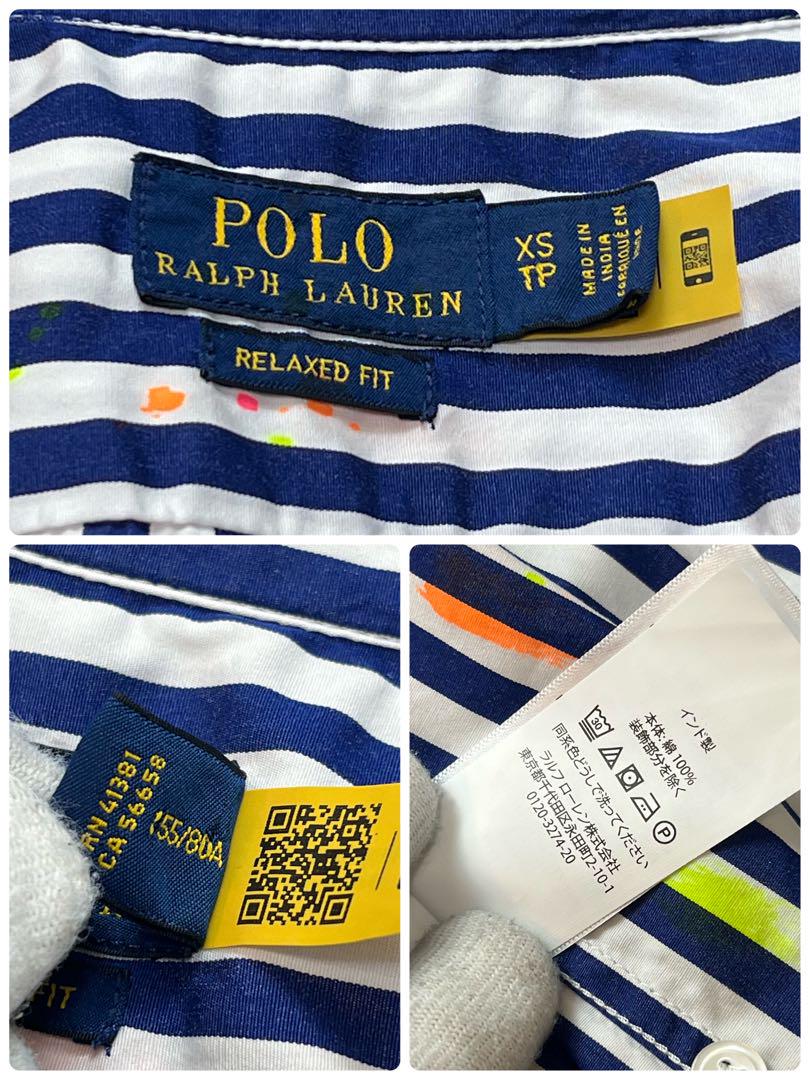 POLO
RALPH LAUREN
XS
TP
MADE IN
INDIA
FABRIQUÉ EN
INDE
RELAXED FIT
RN 41381
CA 56658
155/80A
FIT
インド製
本体: 綿 100%
装飾部分を除く
30
P
同系色どうしで洗ってください
ラルフ ローレン株式会社
東京都千代田区永田町2-10-1
0120-3274-20